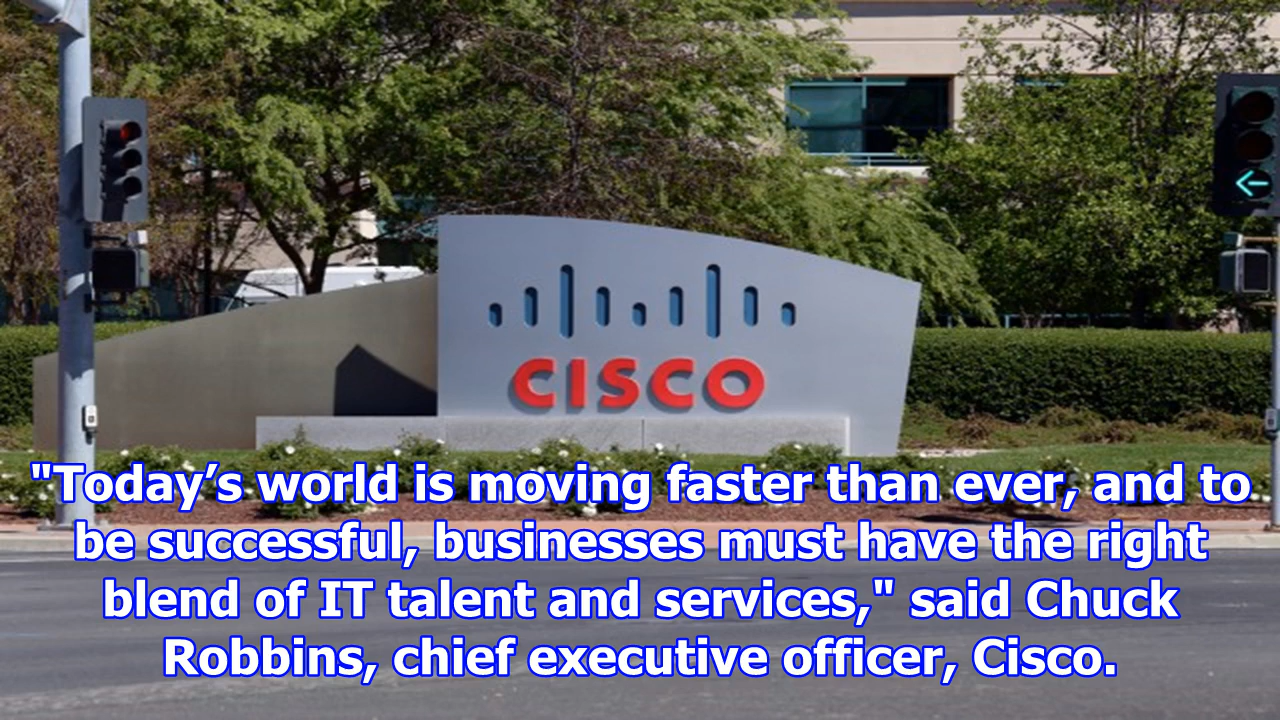 CISCO
"Today’s world is moving faster than ever, and to
be successful, businesses must have the right
blend of IT talent and services," said Chuck
Robbins, chief executive officer, Cisco.